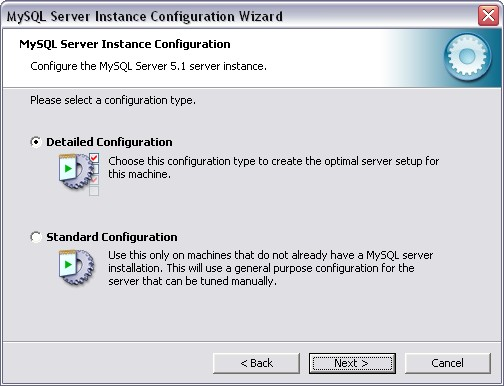 MySQL Server Instance Configuration Wizard
MySQL Server Instance Configuration
Configure the MySQL Server 5.1 server instance.
Please select a configuration type.
Detailed Configuration
Choose this configuration type to create the optimal server setup for
this machine.
Standard Configuration
Use this only on machines that do not already have a MySQL server
installation. This will use a general purpose configuration for the
server that can be tuned manually.
< Back
Next >
Cancel